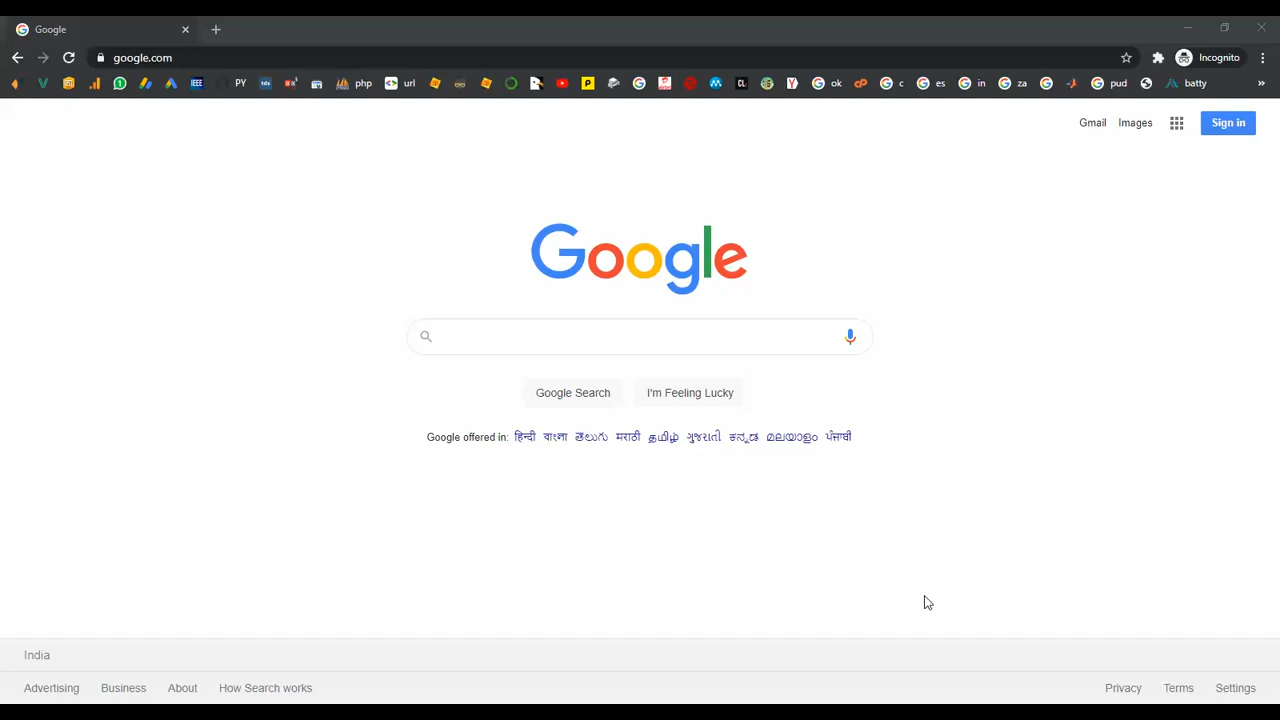 Google
google.com
Incognito
PY php url ok c es in za pud batty
Gmail Images Sign in
Google
Google Search I'm Feeling Lucky
Google offered in: हिन्दी বাংলা తెలుగు मराठी தமிழ் ગુજરાતી ಕನ್ನಡ മലയാളം ਪੰਜਾਬੀ
India
Advertising Business About How Search works Privacy Terms Settings